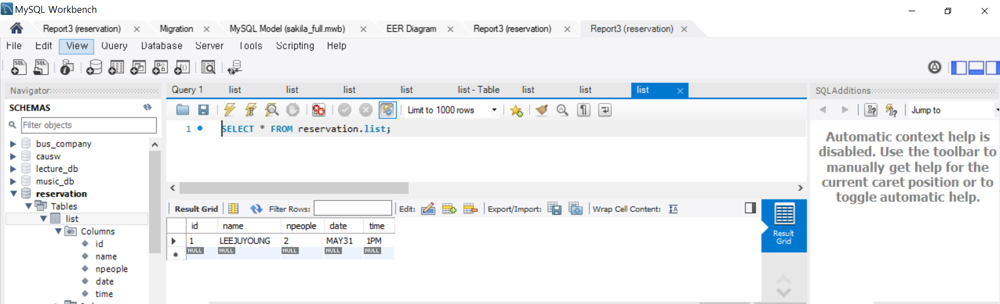 MySQL Workbench
Report3 (reservation) Migration MySQL Model (sakila_full.mwb) EER Diagram Report3 (reservation) Report3 (reservation)
File Edit View Query Database Server Tools Scripting Help
Navigator
SCHEMAS
Filter objects
bus_company
causw
lecture_db
music_db
reservation
Tables
list
Columns
id
name
npeople
date
time
Query 1 list list list list list - Table list list list
Limit to 1000 rows
1 SELECT * FROM reservation.list;
Result Grid Filter Rows: Edit: Export/Import: Wrap Cell Content:
id name npeople date time
1 LEEJUYOUNG 2 MAY31 1PM
NULL NULL NULL NULL NULL
Result
Grid
SQLAdditions
Jump to
Automatic context help is
disabled. Use the toolbar to
manually get help for the
current caret position or to
toggle automatic help.